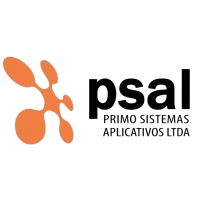 psal
PRIMO SISTEMAS
APLICATIVOS LTDA